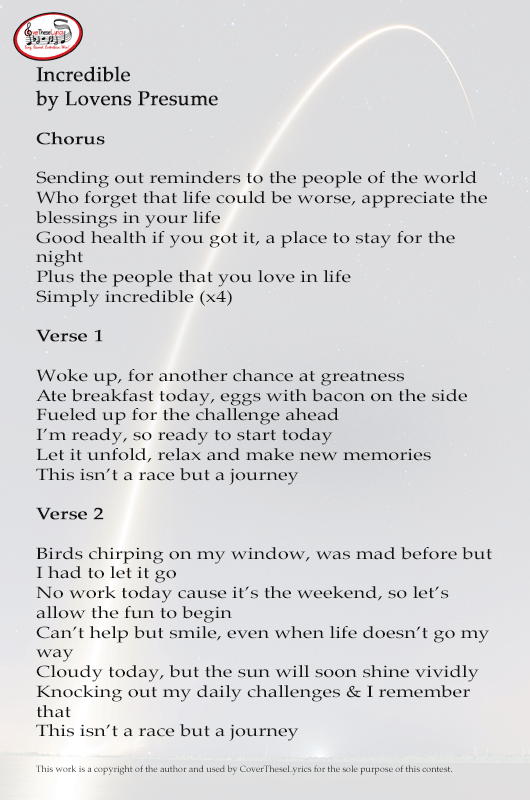 CoverTheseLyrics
Incredible
by Lovens Presume
Chorus
Sending out reminders to the people of the world
Who forget that life could be worse, appreciate the
blessings in your life
Good health if you got it, a place to stay for the
night
Plus the people that you love in life
Simply incredible (x4)
Verse 1
Woke up, for another chance at greatness
Ate breakfast today, eggs with bacon on the side
Fueled up for the challenge ahead
I’m ready, so ready to start today
Let it unfold, relax and make new memories
This isn’t a race but a journey
Verse 2
Birds chirping on my window, was mad before but
I had to let it go
No work today cause it’s the weekend, so let’s
allow the fun to begin
Can’t help but smile, even when life doesn’t go my
way
Cloudy today, but the sun will soon shine vividly
Knocking out my daily challenges & I remember
that
This isn’t a race but a journey
This work is a copyright of the author and used by CoverTheseLyrics for the sole purpose of this contest.